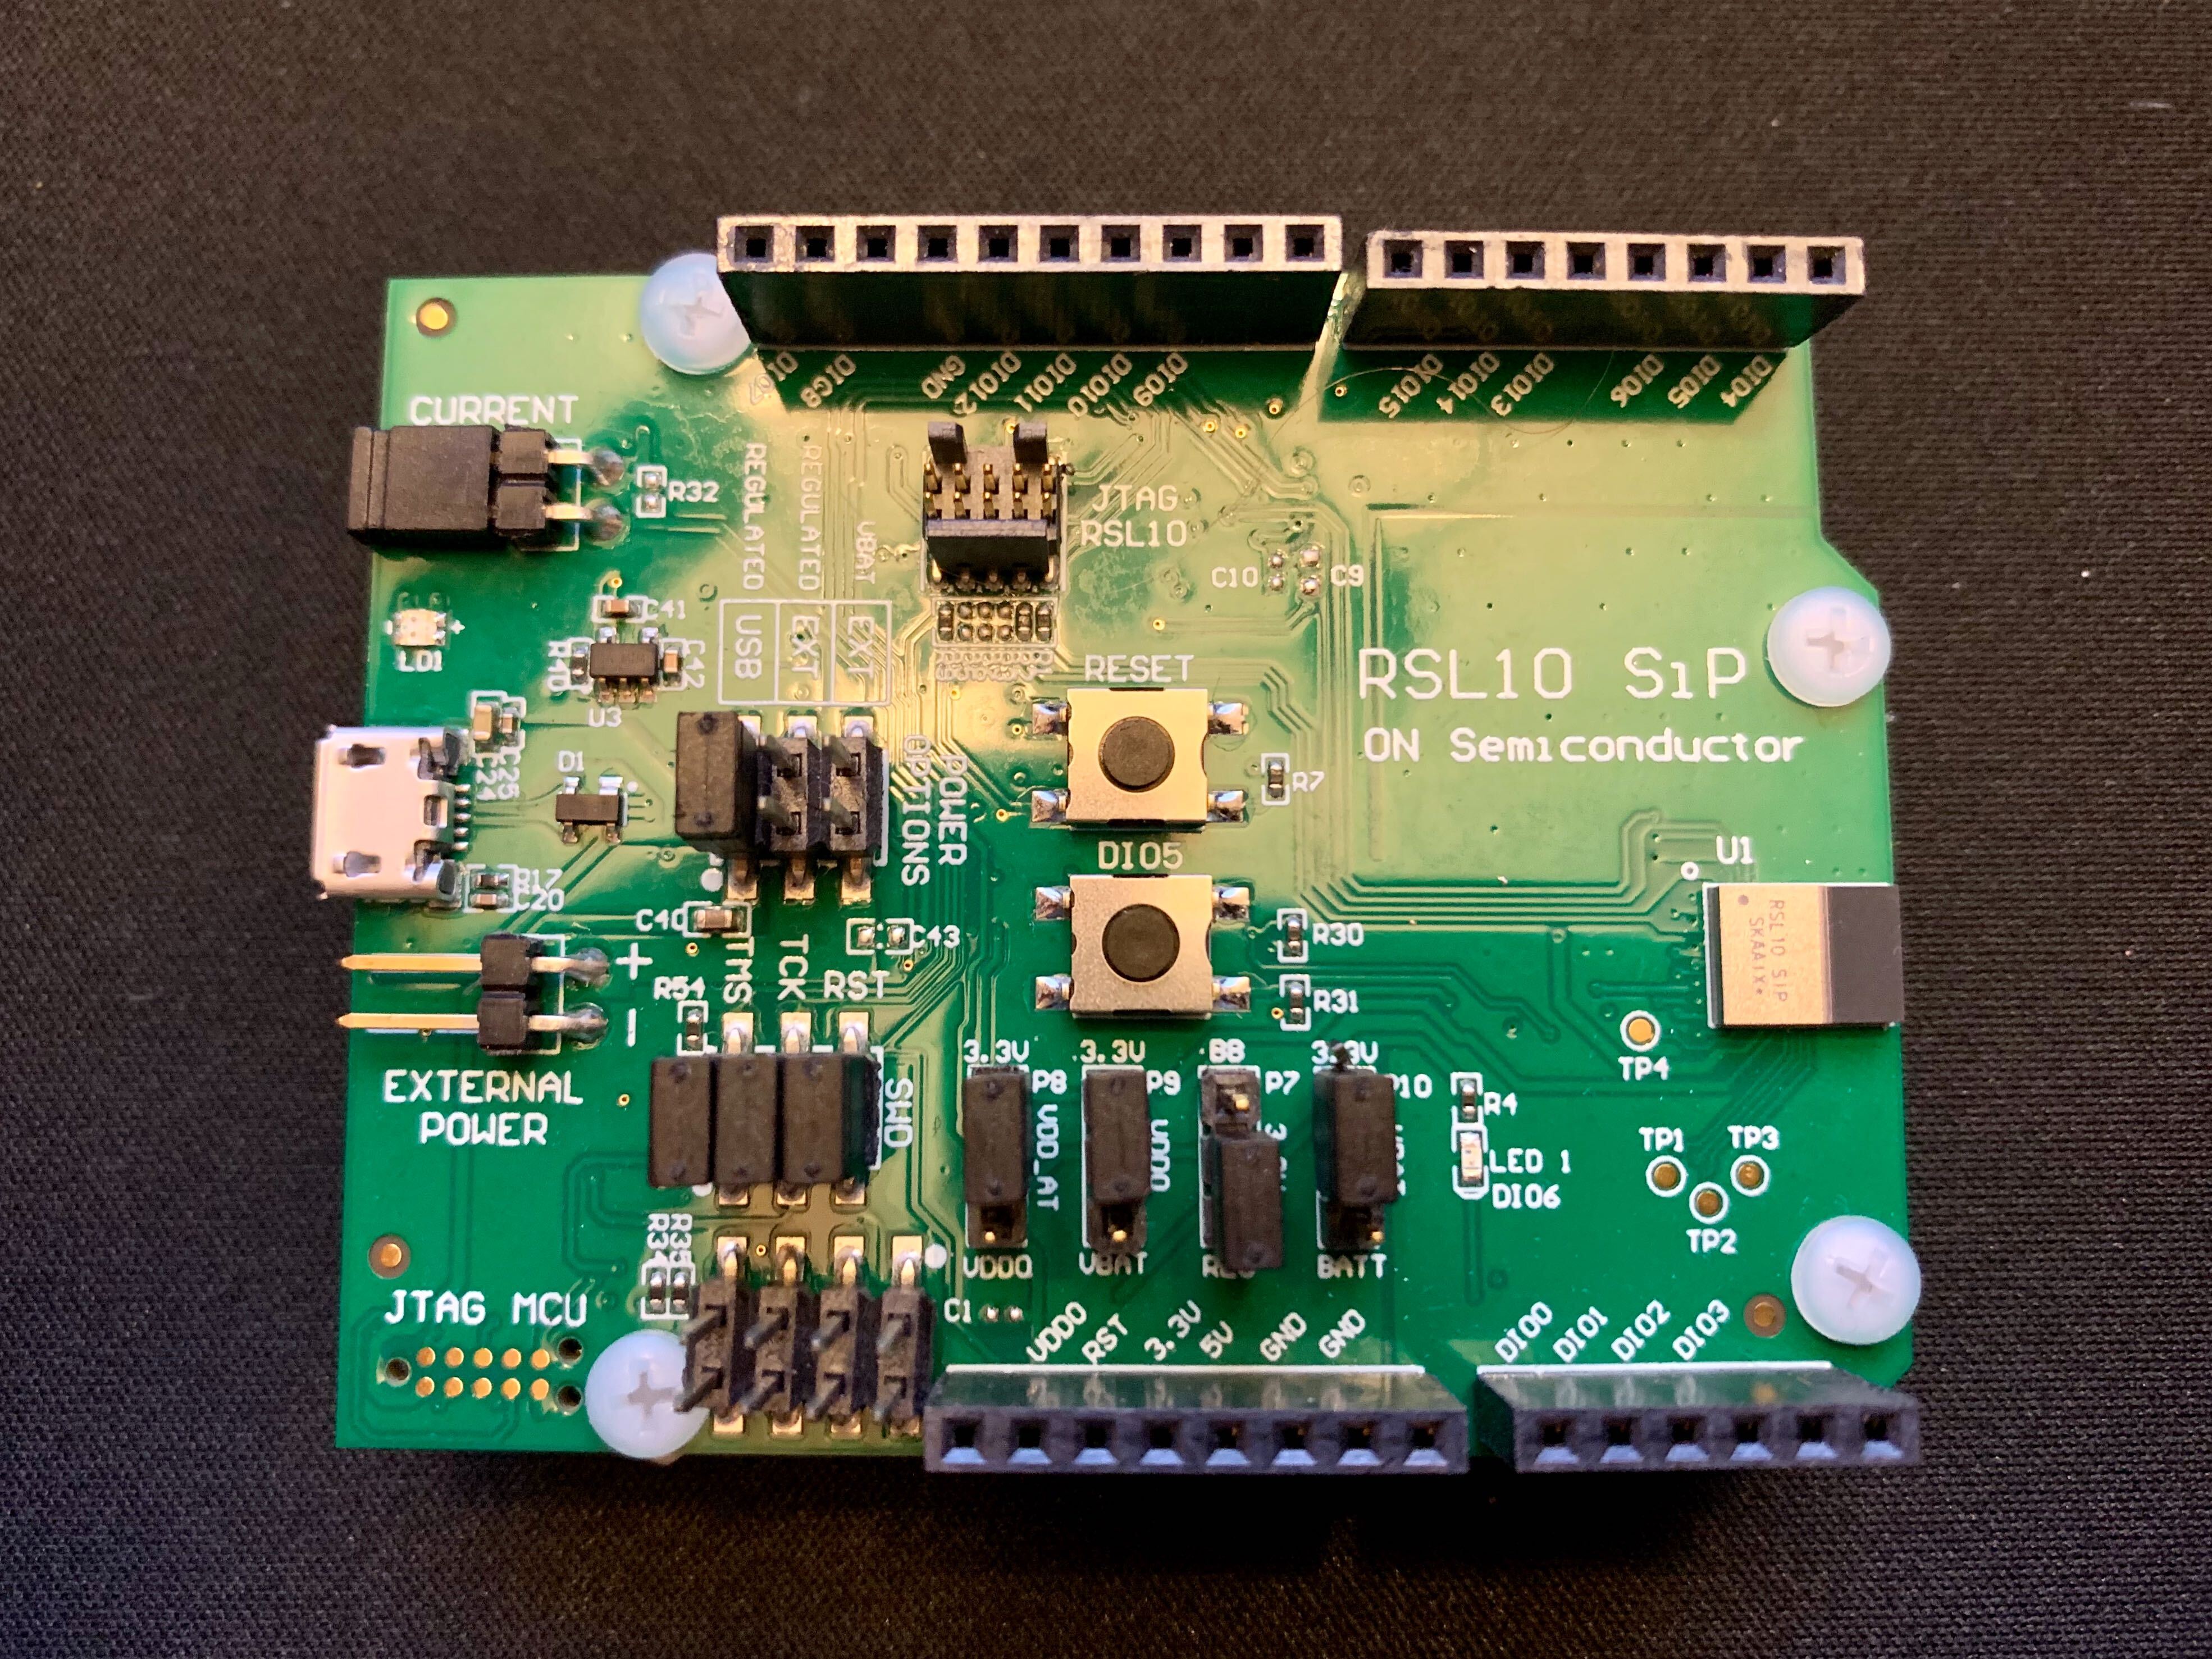 DIO8
GND
DIO12
DIO11
DIO10
DIO9
DIO15
DIO14
DIO13
DIO6
DIO5
DIO4
CURRENT
R32
REGULATED
REGULATED
VBAT
JTAG
RSL10
C10
C9
C41
R40
C42
U3
LD1
USB
EXT
EXT
RESET
RSL10 SiP
ON Semiconductor
C25
C24
D1
POWER
OPTIONS
R7
DIO5
U1
R17
C20
C40
C43
R30
RSL10 SiP
+
TMS
TCK
RST
R54
R31
-
TP4
EXTERNAL
POWER
SWD
3.3V
P8
VDD_AT
VDDO
3.3V
P9
VDDO
VBAT
BB
P7
3.3V
BATT
R4
LED 1
DIO6
TP1
TP3
TP2
R34
R35
JTAG MCU
C1
VDDO
RST
3.3V
5V
GND
GND
DIO0
DIO1
DIO2
DIO3